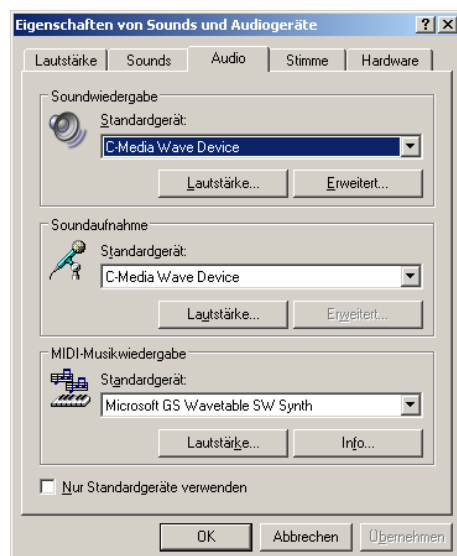 Eigenschaften von Sounds und Audiogeräte
Lautstärke Sounds Audio Stimme Hardware
Soundwiedergabe
Standardgerät:
C-Media Wave Device
Lautstärke... Erweitert...
Soundaufnahme
Standardgerät:
C-Media Wave Device
Lautstärke... Erweitert...
MIDI-Musikwiedergabe
Standardgerät:
Microsoft GS Wavetable SW Synth
Lautstärke... Info...
Nur Standardgeräte verwenden
OK Abbrechen Übernehmen